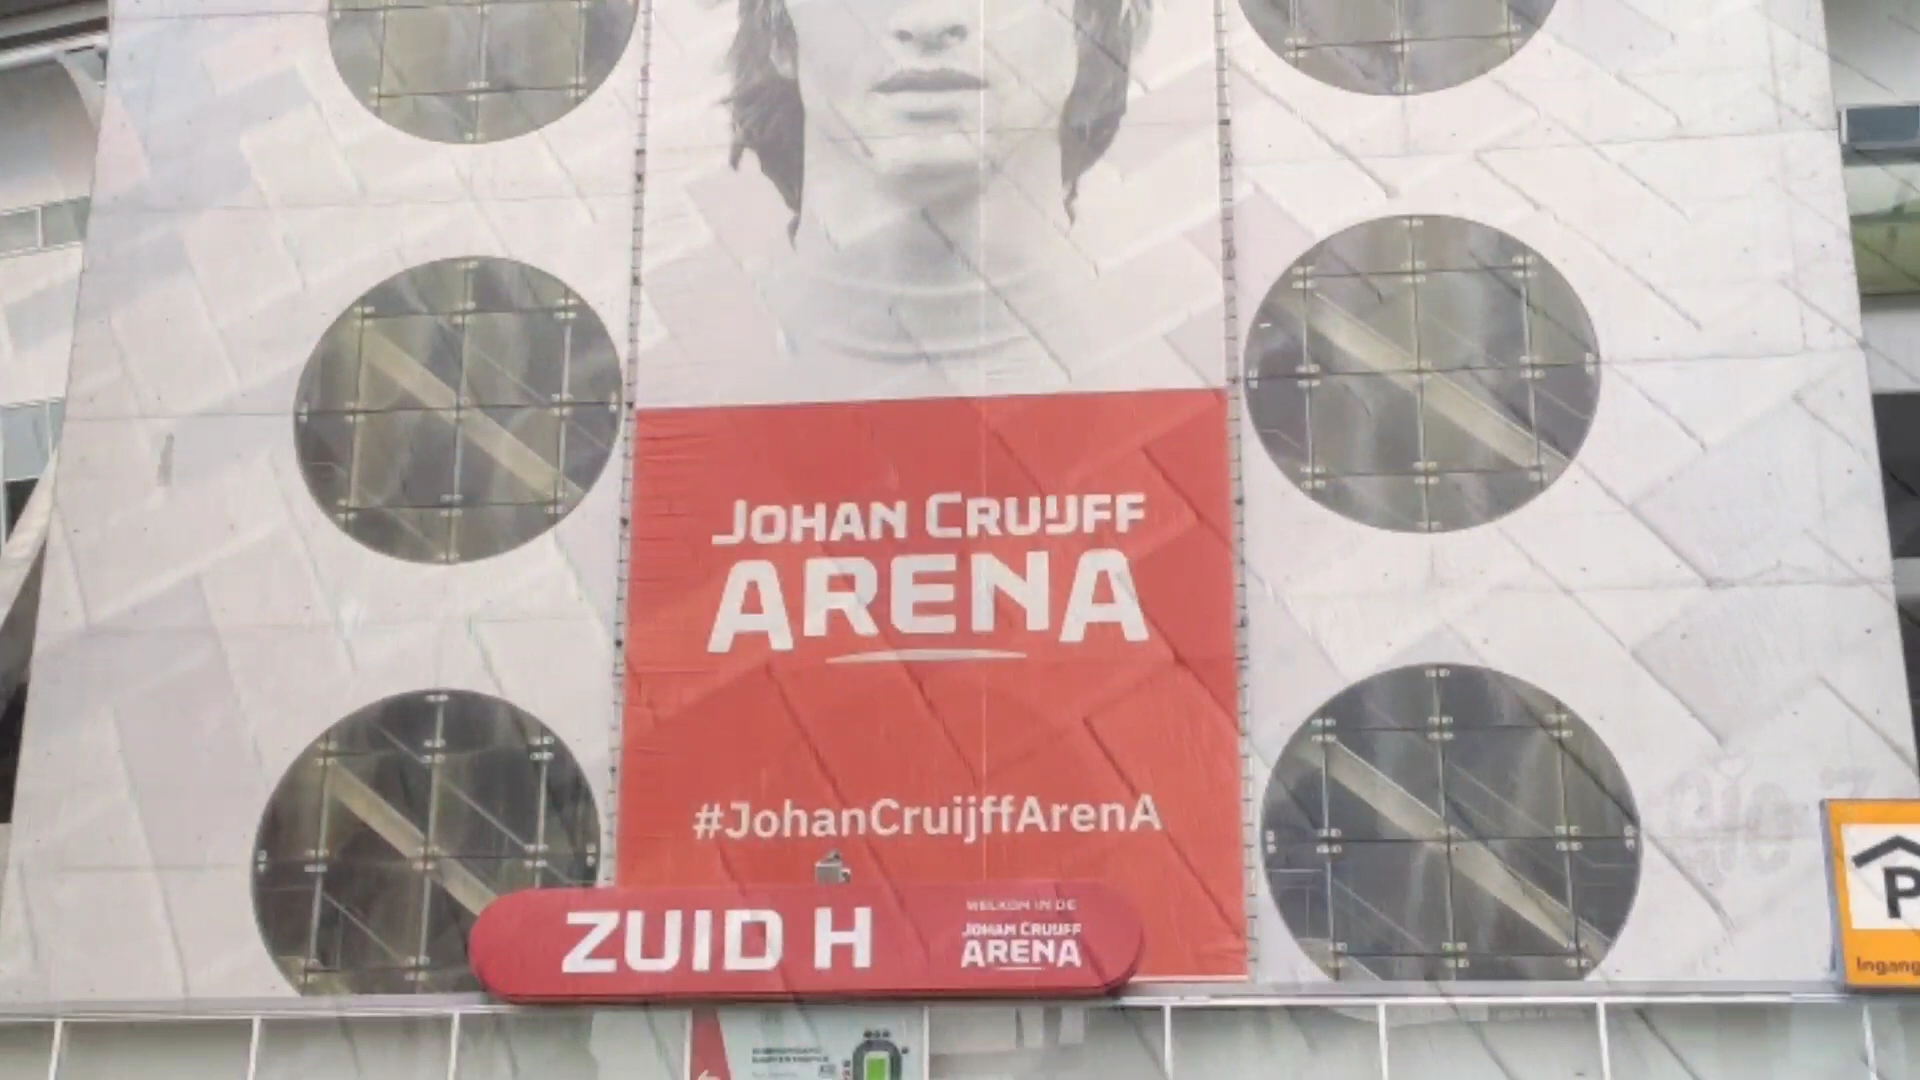 JOHAN CRUIJFF
ARENA
#JohanCruijffArenA
ZUID H
WELKOM IN DE
JOHAN CRUIJFF
ARENA
P
Ingang